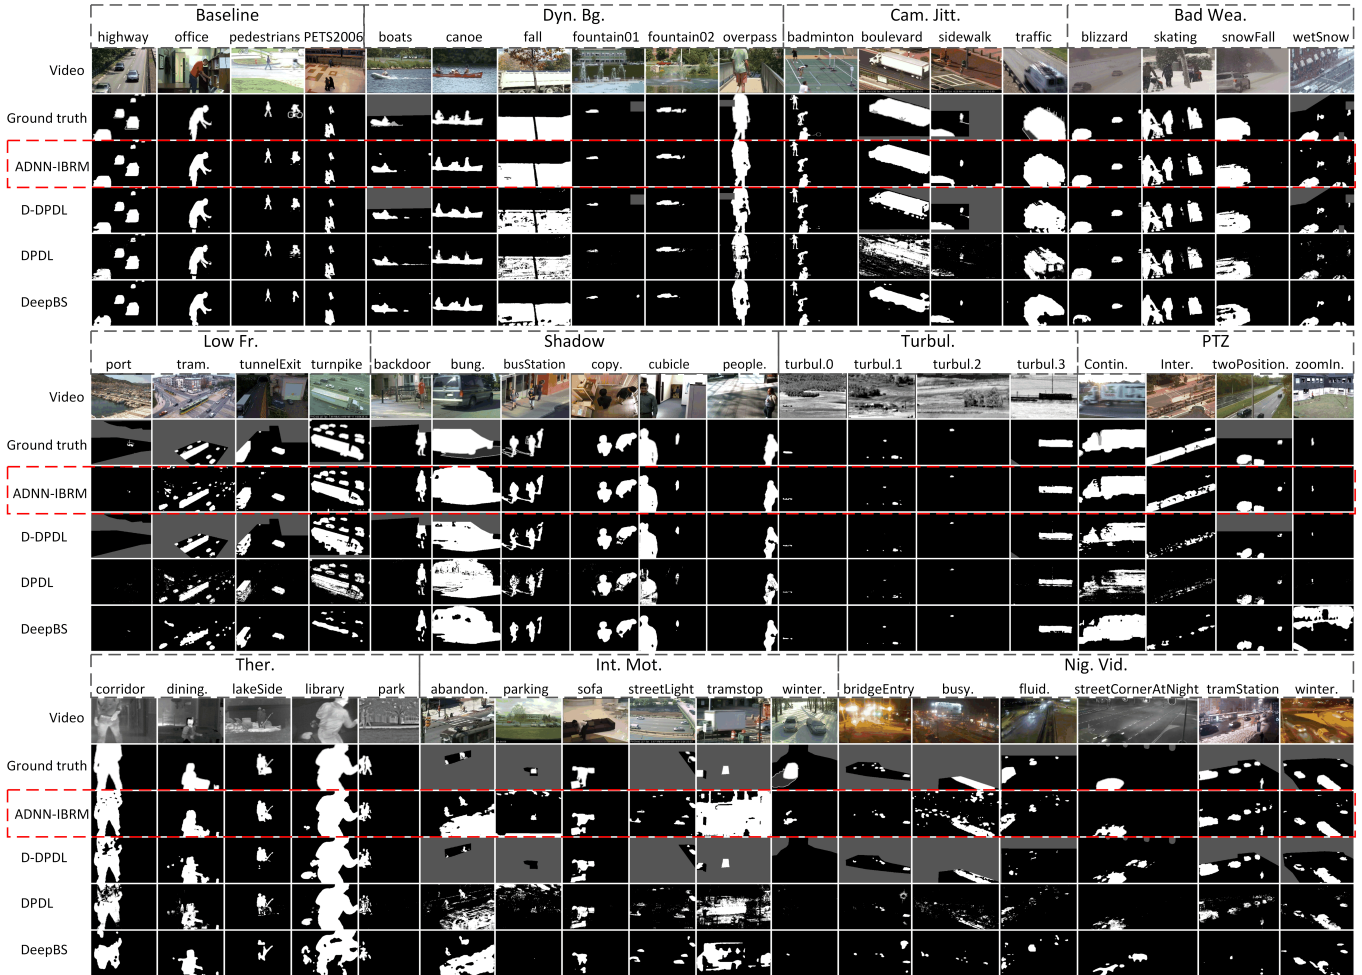 Baseline Dyn. Bg. Cam. Jitt. Bad Wea.
highway office pedestrians PETS2006 boats canoe fall fountain01 fountain02 overpass badminton boulevard sidewalk traffic blizzard skating snowFall wetSnow
Video
Ground truth
ADNN-IBRM
D-DPDL
DPDL
DeepBS
Low Fr. Shadow Turbul. PTZ
port tram. tunnelExit turnpike backdoor bung. busStation copy. cubicle people. turbul.0 turbul.1 turbul.2 turbul.3 Contin. Inter. twoPosition. zoomIn.
Video
Ground truth
ADNN-IBRM
D-DPDL
DPDL
DeepBS
Ther. Int. Mot. Nig. Vid.
corridor dining. lakeSide library park abandon. parking sofa streetLight tramstop winter. bridgeEntry busy. fluid. streetCornerAtNight tramStation winter.
Video
Ground truth
ADNN-IBRM
D-DPDL
DPDL
DeepBS